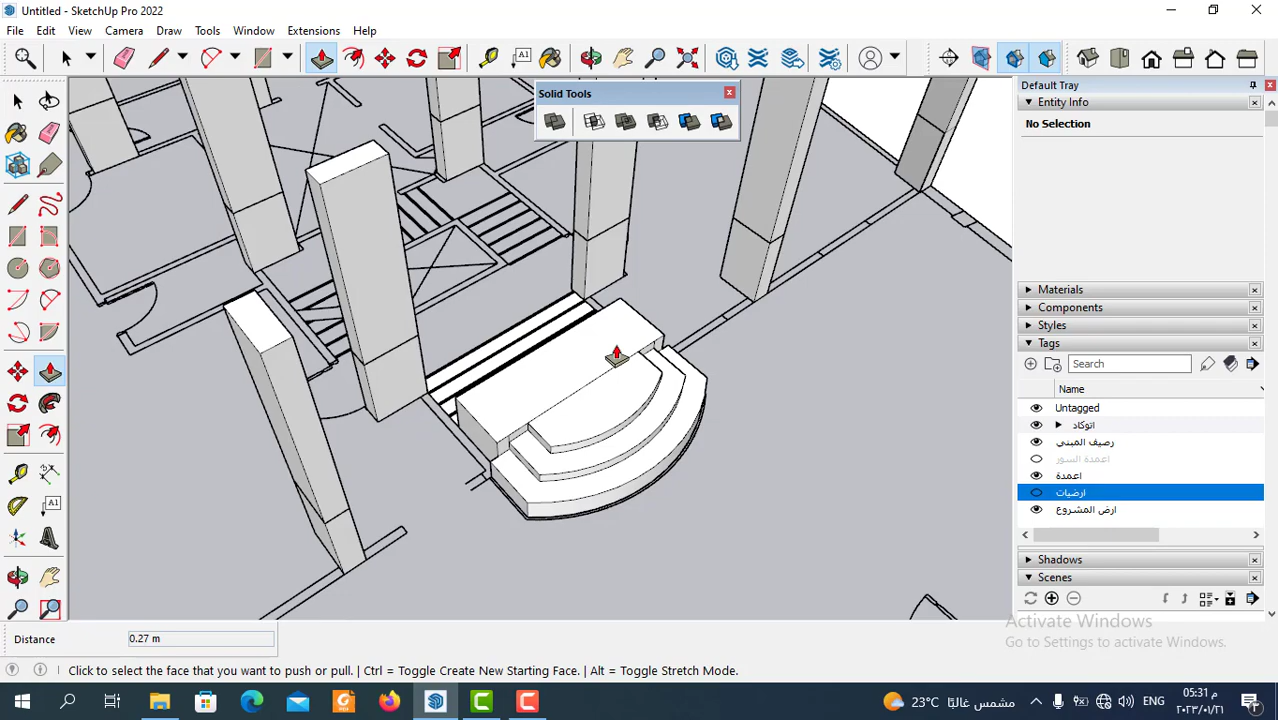 Untitled - SketchUp Pro 2022
File Edit View Camera Draw Tools Window Extensions Help
Solid Tools
Default Tray
Entity Info
No Selection
Materials
Components
Styles
Tags
Search
Name
Untagged
اتوكاد
رصيف المبنى
اعمدة السور
اعمدة
ارضيات
ارض المشروع
Shadows
Scenes
Activate Windows
Go to Settings to activate Windows.
Distance 0.27 m
Click to select the face that you want to push or pull. | Ctrl = Toggle Create New Starting Face. | Alt = Toggle Stretch Mode.
23°C مشمس غالبًا
ENG
05:31 م
٢٠٢٣/٠١/٢١